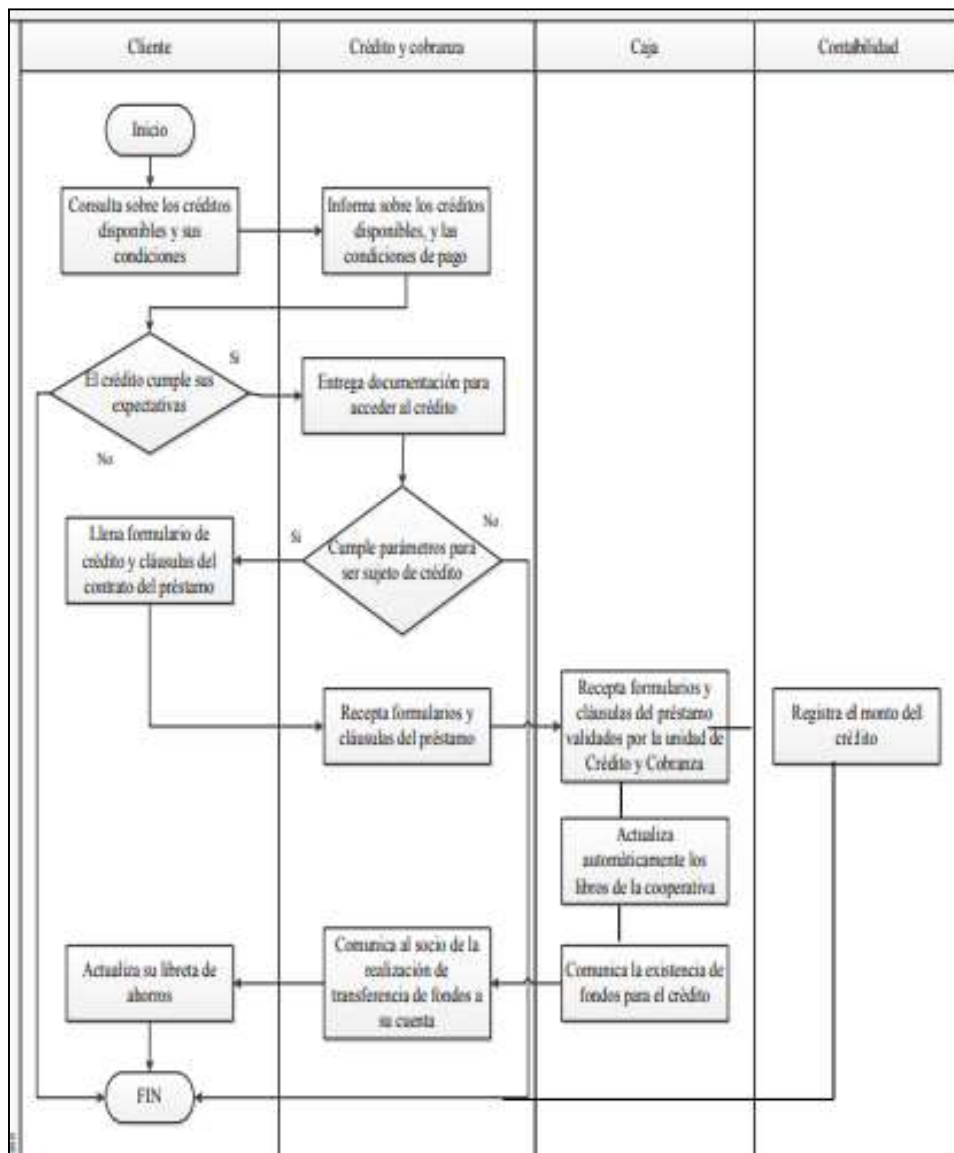 Cliente
Crédito y cobranza
Caja
Contabilidad
Inicio
Consulta sobre los créditos
disponibles y sus
condiciones
Informa sobre los créditos
disponibles, y las
condiciones de pago
El crédito cumple sus
expectativas
Si
No
Entrega documentación para
acceder al crédito
Cumple parámetros para
ser sujeto de crédito
Si
No
Llena formulario de
crédito y cláusulas del
contrato del préstamo
Recepta formularios y
cláusulas del préstamo
Recepta formularios y
cláusulas del préstamo
validados por la unidad de
Crédito y Cobranza
Registra el monto del
crédito
Actualiza
automáticamente los
libros de la cooperativa
Comunica la existencia de
fondos para el crédito
Comunica al socio de la
realización de
transferencia de fondos a
su cuenta
Actualiza su libreta de
ahorros
FIN